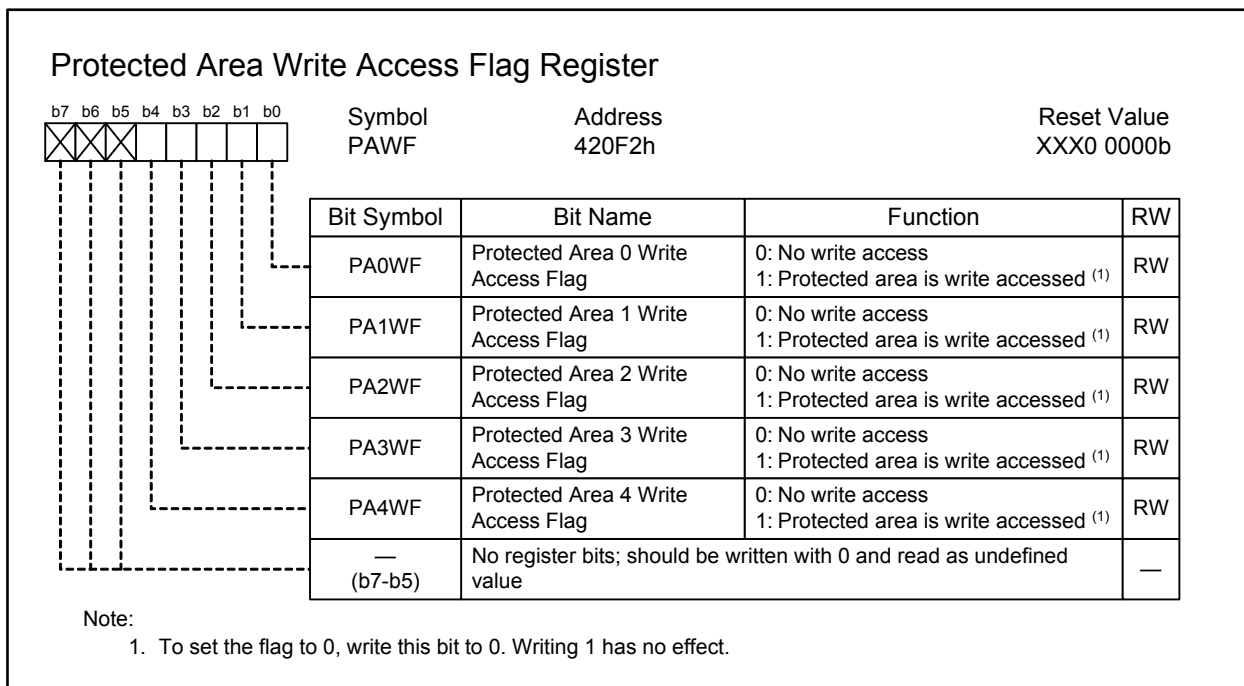 Protected Area Write Access Flag Register
b7 b6 b5 b4 b3 b2 b1 b0
Symbol Address Reset Value
PAWF 420F2h XXX0 0000b
Bit Symbol Bit Name Function RW
PA0WF Protected Area 0 Write Access Flag 0: No write access
1: Protected area is write accessed (1) RW
PA1WF Protected Area 1 Write Access Flag 0: No write access
1: Protected area is write accessed (1) RW
PA2WF Protected Area 2 Write Access Flag 0: No write access
1: Protected area is write accessed (1) RW
PA3WF Protected Area 3 Write Access Flag 0: No write access
1: Protected area is write accessed (1) RW
PA4WF Protected Area 4 Write Access Flag 0: No write access
1: Protected area is write accessed (1) RW
—
(b7-b5) No register bits; should be written with 0 and read as undefined
value —
Note:
1. To set the flag to 0, write this bit to 0. Writing 1 has no effect.